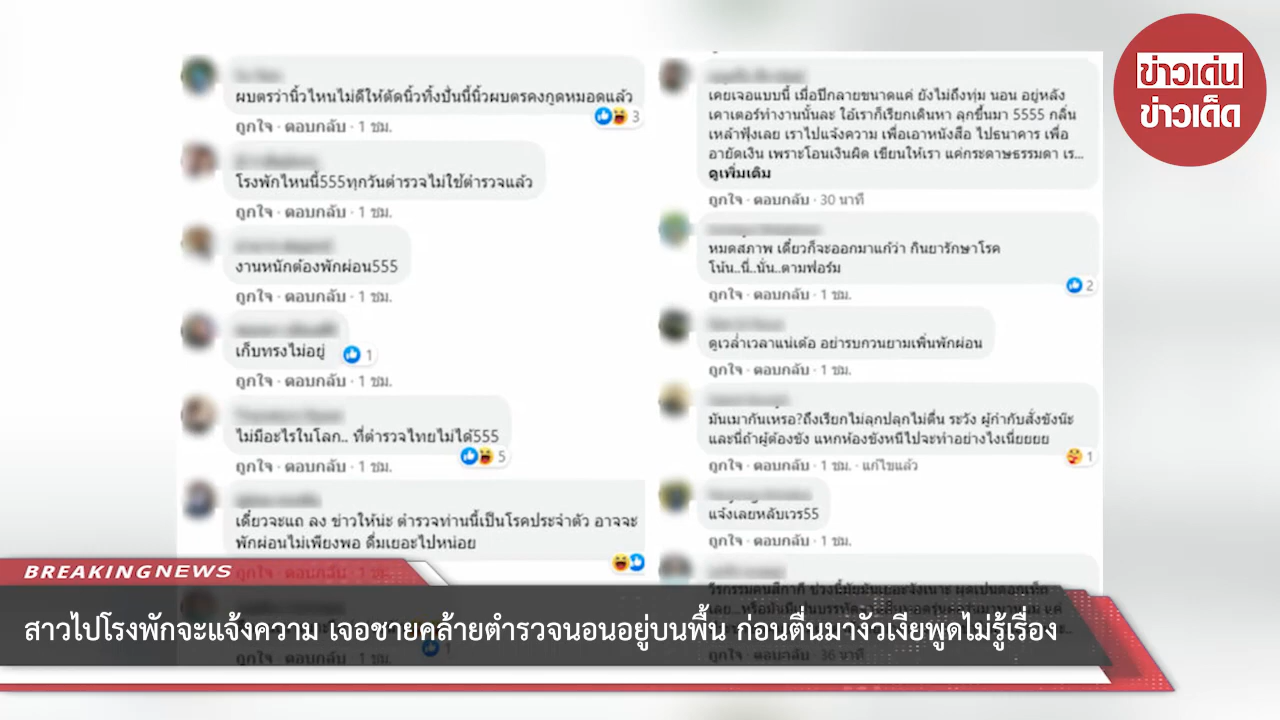 ผบตรว่านิ้วไหนไม่ดีให้ตัดนิ้วทิ้งปั่นนี้นิ้วผบตรคงกูดหมอดแล้ว
3
ถูกใจ · ตอบกลับ · 1 ชม.
โรงพักไหนนี้555ทุกวันตำรวจไม่ใช้ตำรวจแล้ว
ถูกใจ · ตอบกลับ · 1 ชม.
งานหนักต้องพักผ่อน555
ถูกใจ · ตอบกลับ · 1 ชม.
เก็บทรงไม่อยู่
1
ถูกใจ · ตอบกลับ · 1 ชม.
ไม่มีอะไรในโลก.. ที่ตำรวจไทยไม่ได้555
5
ถูกใจ · ตอบกลับ · 1 ชม.
เดี่ยวจะแถ ลง ข่าวให้น่ะ ตำรวจท่านนี้เป็นโรคประจำตัว อาจจะ
พักผ่อนไม่เพียงพอ ดื่มเยอะไปหน่อย
เคยเจอแบบนี้ เมื่อปีกลายขนาดแค่ ยังไม่ถึงทุ่ม นอน อยู่หลัง
เคาเตอร์ทำงานนั้นละ ใอ้เราก็เรียกเดินหา ลุกขึ้นมา 5555 กลิ่น
เหล้าฟุ้งเลย เราไปแจ้งความ เพื่อเอาหนังสือ ไปธนาคาร เพื่อ
อายัดเงิน เพราะโอนเงินผิด เขียนให้เรา แค่กระดาษธรรมดา เร...
ดูเพิ่มเติม
ถูกใจ · ตอบกลับ · 30 นาที
หมดสภาพ เดี๋ยวก็จะออกมาแก้ว่า กินยารักษาโรค
โน้น..นี่..นั่น..ตามฟอร์ม
2
ถูกใจ · ตอบกลับ · 1 ชม.
ดูเวล่ำเวลาแน่เด้อ อย่ารบกวนยามเพิ่นพักผ่อน
ถูกใจ · ตอบกลับ · 1 ชม.
มันเมากันเหรอ?ถึงเรียกไม่ลุกปลุกไม่ตื่น ระวัง ผู้กำกับสั่งขังน๊ะ
และนี่ถ้าผู้ต้องขัง แหกห้องขังหนีไปจะทำอย่างไงเนี่ยยยย
1
ถูกใจ · ตอบกลับ · 1 ชม. · แก้ไขแล้ว
แจ้งเลยหลับเวร55
ถูกใจ · ตอบกลับ · 1 ชม.
ข่าวเด่น
ข่าวเด็ด
BREAKINGNEWS
สาวไปโรงพักจะแจ้งความ เจอชายคล้ายตำรวจนอนอยู่บนพื้น ก่อนตื่นมางัวเงียพูดไม่รู้เรื่อง
ถูกใจ · ตอบกลับ · 1 ชม.
ถูกใจ · ตอบกลับ · 36 นาที